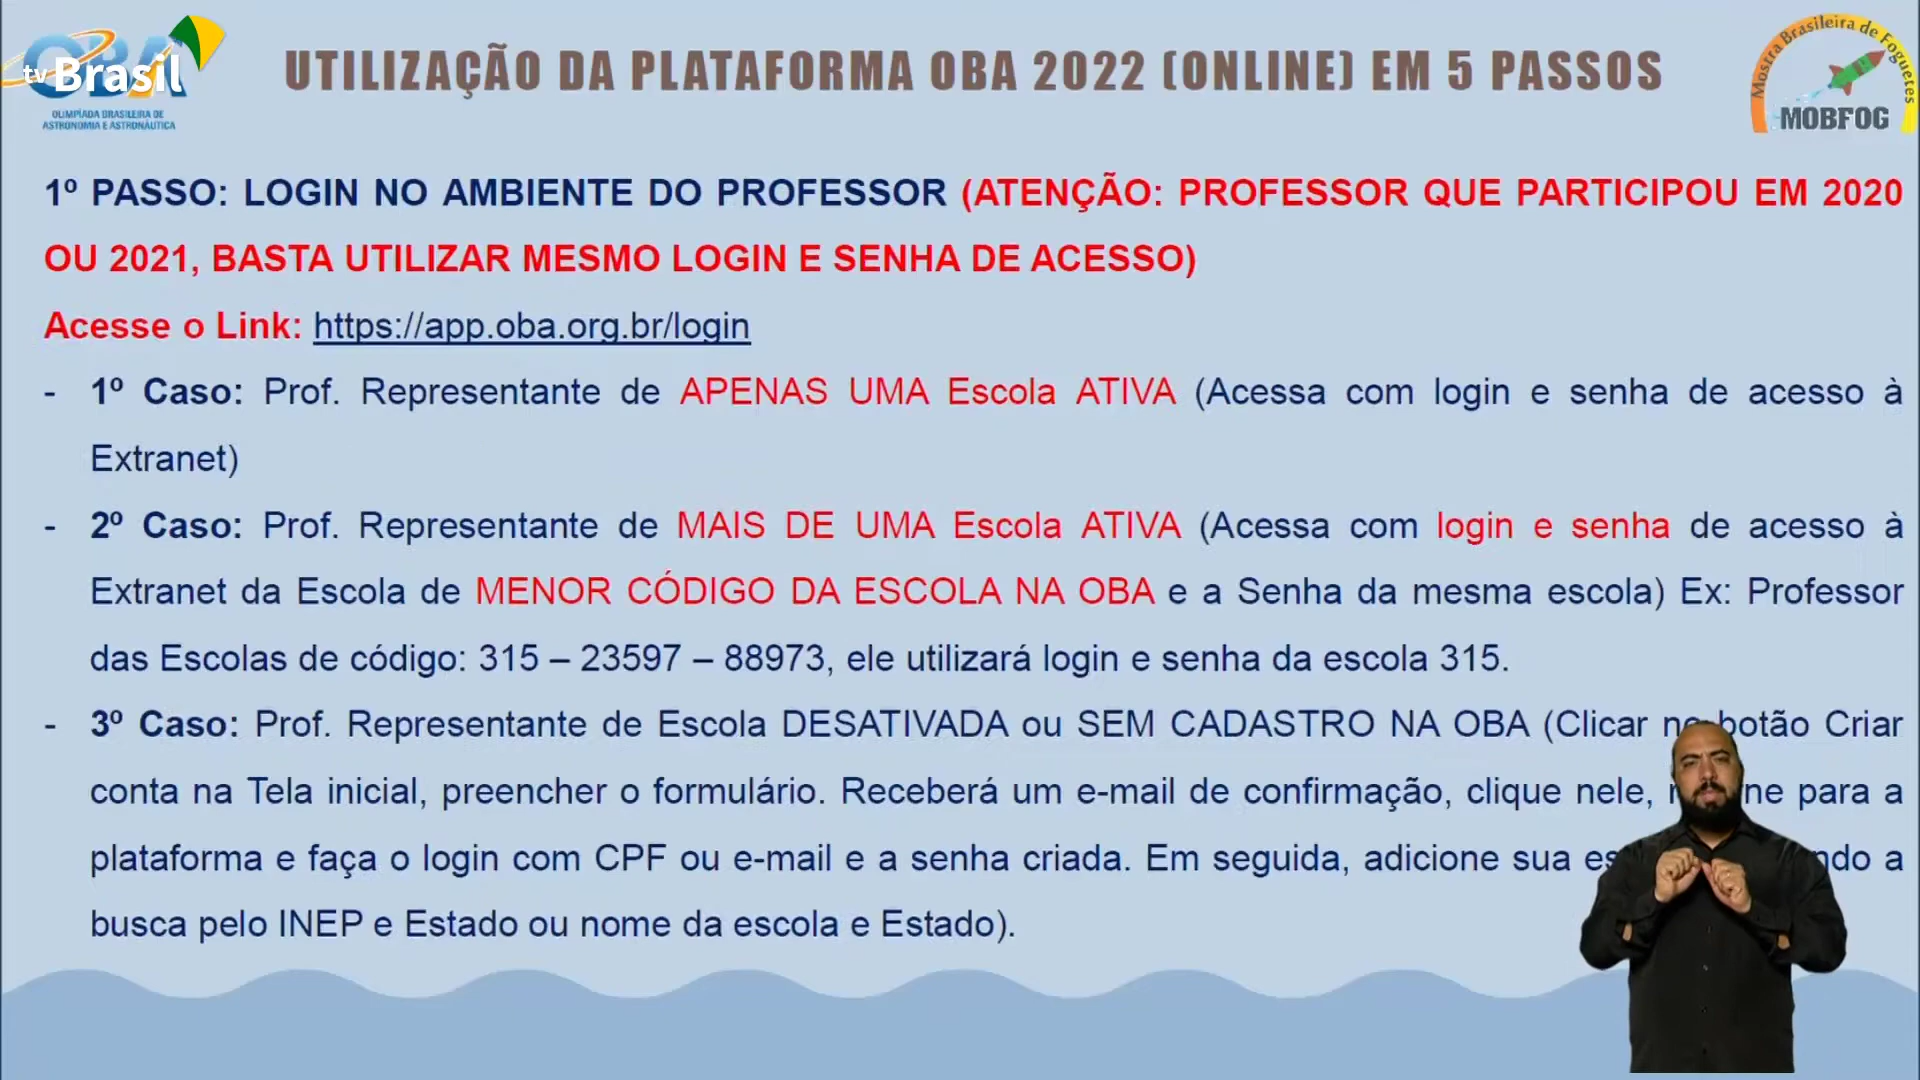 tv Brasil
OLIMPÍADA BRASILEIRA DE
ASTRONOMIA E ASTRONÁUTICA
UTILIZAÇÃO DA PLATAFORMA OBA 2022 (ONLINE) EM 5 PASSOS
Mostra Brasileira de Foguetes
MOBFOG
1º PASSO: LOGIN NO AMBIENTE DO PROFESSOR (ATENÇÃO: PROFESSOR QUE PARTICIPOU EM 2020
OU 2021, BASTA UTILIZAR MESMO LOGIN E SENHA DE ACESSO)
Acesse o Link: https://app.oba.org.br/login
- 1º Caso: Prof. Representante de APENAS UMA Escola ATIVA (Acessa com login e senha de acesso à
Extranet)
- 2º Caso: Prof. Representante de MAIS DE UMA Escola ATIVA (Acessa com login e senha de acesso à
Extranet da Escola de MENOR CÓDIGO DA ESCOLA NA OBA e a Senha da mesma escola) Ex: Professor
das Escolas de código: 315 – 23597 – 88973, ele utilizará login e senha da escola 315.
- 3º Caso: Prof. Representante de Escola DESATIVADA ou SEM CADASTRO NA OBA (Clicar no botão Criar
conta na Tela inicial, preencher o formulário. Receberá um e-mail de confirmação, clique nele, para a
plataforma e faça o login com CPF ou e-mail e a senha criada. Em seguida, adicione sua a
busca pelo INEP e Estado ou nome da escola e Estado).